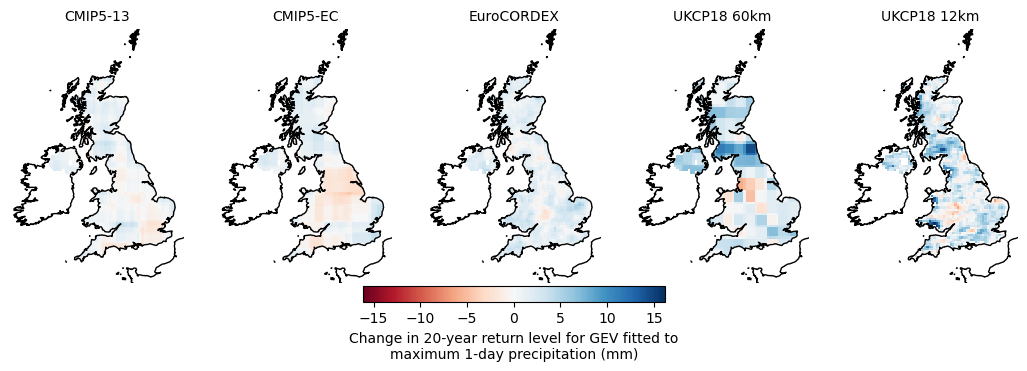 CMIP5-13 CMIP5-EC EuroCORDEX UKCP18 60km UKCP18 12km
−15 −10 −5 0 5 10 15
Change in 20-year return level for GEV fitted to
maximum 1-day precipitation (mm)